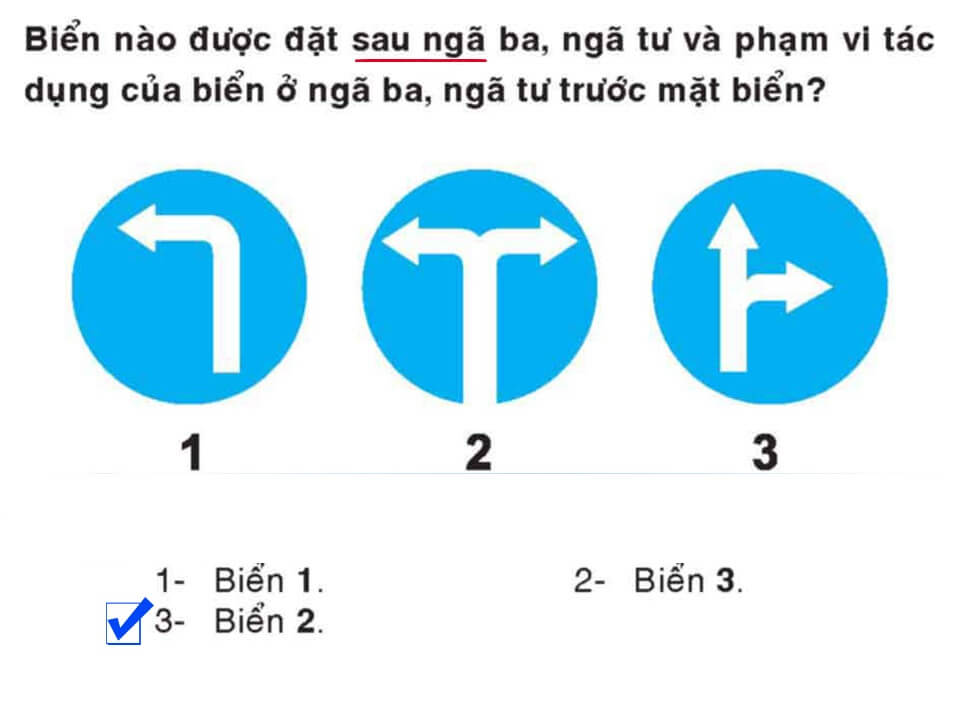 Biển nào được đặt sau ngã ba, ngã tư và phạm vi tác
dụng của biển ở ngã ba, ngã tư trước mặt biển?
1 2 3
1- Biển 1. 2- Biển 3.
3- Biển 2.